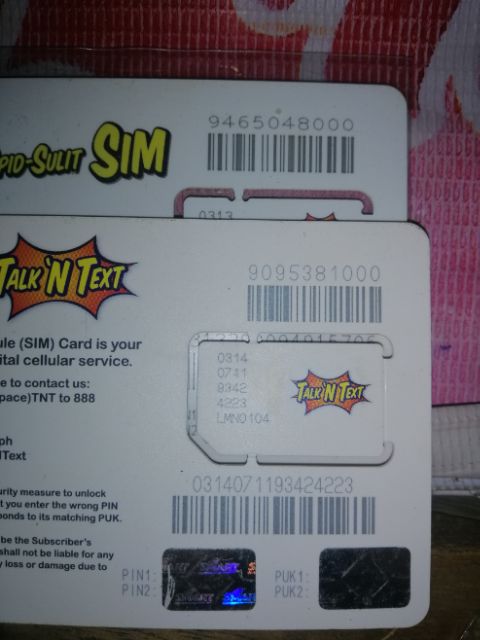 PID-SULIT SIM
9465048000
0313
TALK 'N TEXT
9095381000
ule (SIM) Card is your
ital cellular service.
e to contact us:
pace)TNT to 888
ph
NText
0314
0711
9342
4223
LMN0104
TALK 'N TEXT
0314071193424223
urity measure to unlock
t you enter the wrong PIN
ponds to its matching PUK.
be the Subscriber's
shall not be liable for any
y loss or damage due to
PIN1:
PIN2:
SMART
PUK1:
PUK2: